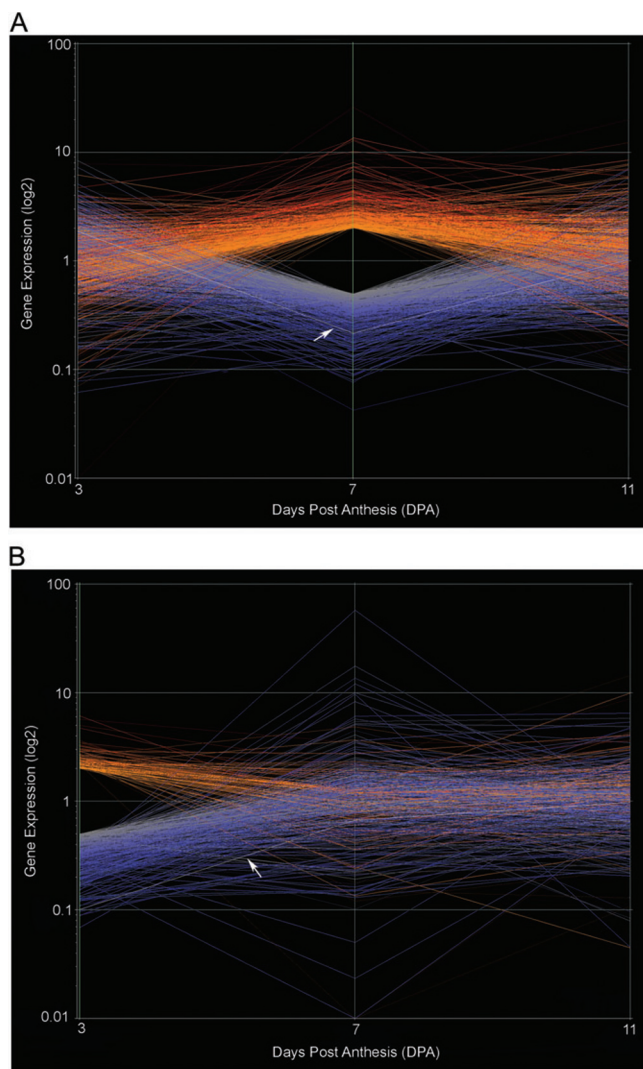 A
100
10
1
0.1
0.01
Gene Expression (log2)
3 7 11
Days Post Anthesis (DPA)
B
100
10
1
0.1
0.01
Gene Expression (log2)
3 7 11
Days Post Anthesis (DPA)